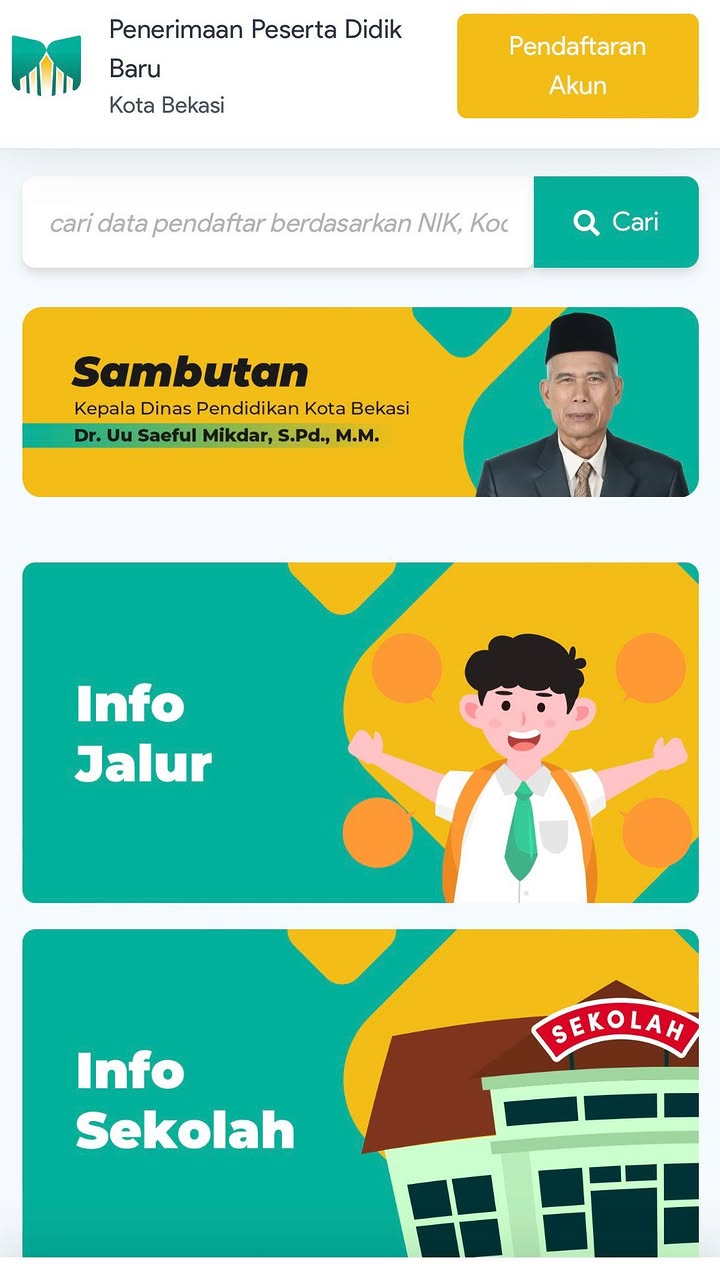 Penerimaan Peserta Didik
Baru
Kota Bekasi
Pendaftaran
Akun
cari data pendaftar berdasarkan NIK,
Cari
Sambutan
Kepala Dinas Pendidikan Kota Bekasi
Dr. Uu Saeful Mikdar, S.Pd., M.M.
Info
Jalur
Info
Sekolah
SEKOLAH